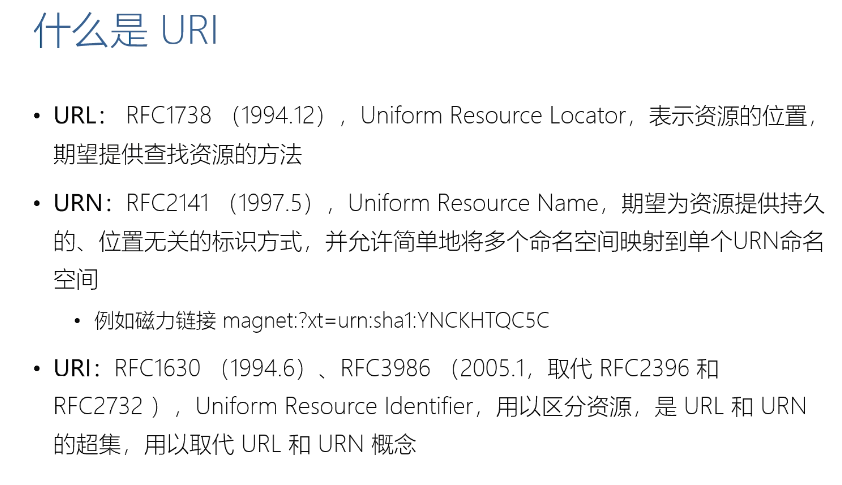 什么是 URI
• URL： RFC1738 （1994.12），Uniform Resource Locator，表示资源的位置，
期望提供查找资源的方法
• URN：RFC2141 （1997.5），Uniform Resource Name，期望为资源提供持久
的、位置无关的标识方式，并允许简单地将多个命名空间映射到单个URN命名
空间
• 例如磁力链接 magnet:?xt=urn:sha1:YNCKHTQC5C
• URI：RFC1630 （1994.6）、RFC3986 （2005.1，取代 RFC2396 和
RFC2732 ），Uniform Resource Identifier，用以区分资源，是 URL 和 URN
的超集，用以取代 URL 和 URN 概念